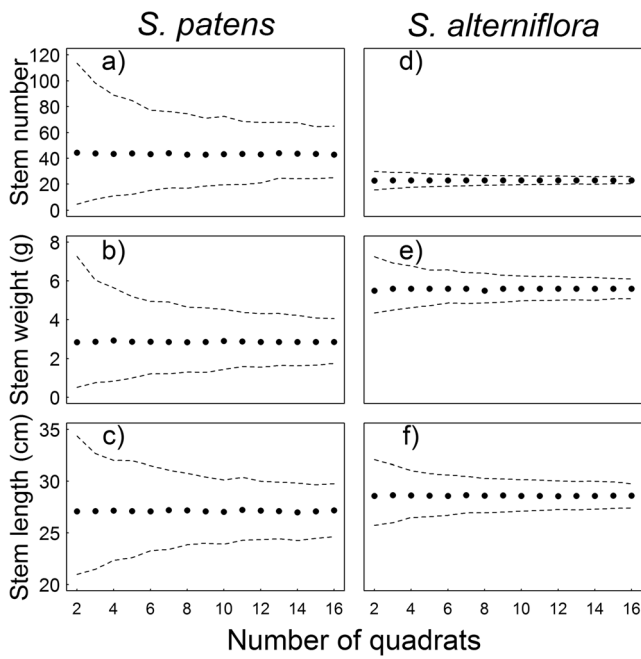 S. patens S. alterniflora
a) d)
Stem number
120
100
80
60
40
20
0
b) e)
Stem weight (g)
8
6
4
2
0
c) f)
Stem length (cm)
35
30
25
20
2 4 6 8 10 12 14 16 2 4 6 8 10 12 14 16
Number of quadrats